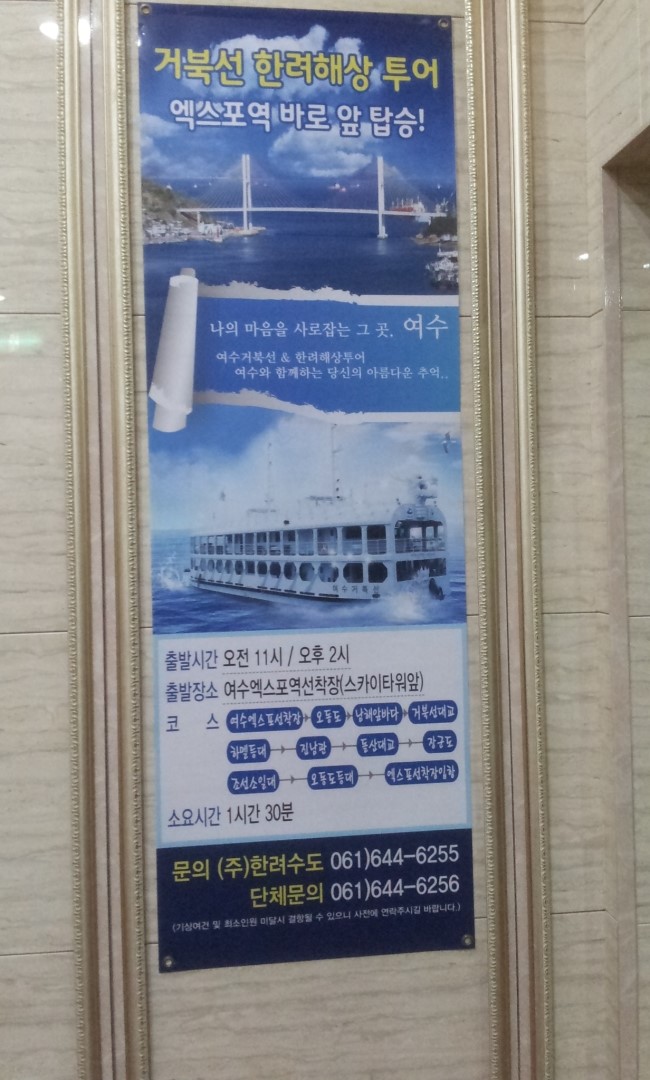 거북선 한려해상 투어
엑스포역 바로 앞 탑승!
나의 마음을 사로잡는 그 곳, 여수
여수거북선 & 한려해상투어
여수와 함께하는 당신의 아름다운 추억..
여수거북선
출발시간 오전 11시 / 오후 2시
출발장소 여수엑스포역선착장(스카이타워앞)
코 스 여수엑스포선착장 오동도 남해앞바다 거북선대교
하멜등대 진남관 돌산대교 장군도
조선소일대 오동도등대 엑스포선착장입항
소요시간 1시간 30분
문의 (주)한려수도 061)644-6255
단체문의 061)644-6256
(기상여건 및 최소인원 미달시 결항될 수 있으니 사전에 연락주시길 바랍니다.)